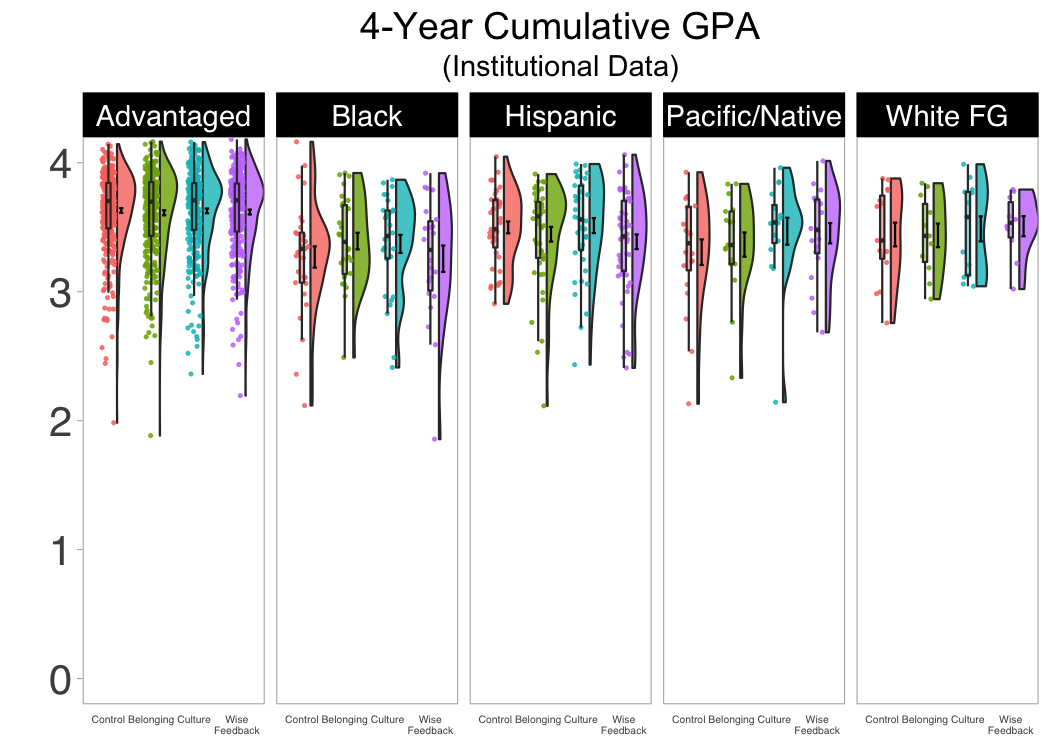 4-Year Cumulative GPA
(Institutional Data)
Advantaged Black Hispanic Pacific/Native White FG
4
3
2
1
0
Control Belonging Culture Wise Feedback
Control Belonging Culture Wise Feedback
Control Belonging Culture Wise Feedback
Control Belonging Culture Wise Feedback
Control Belonging Culture Wise Feedback